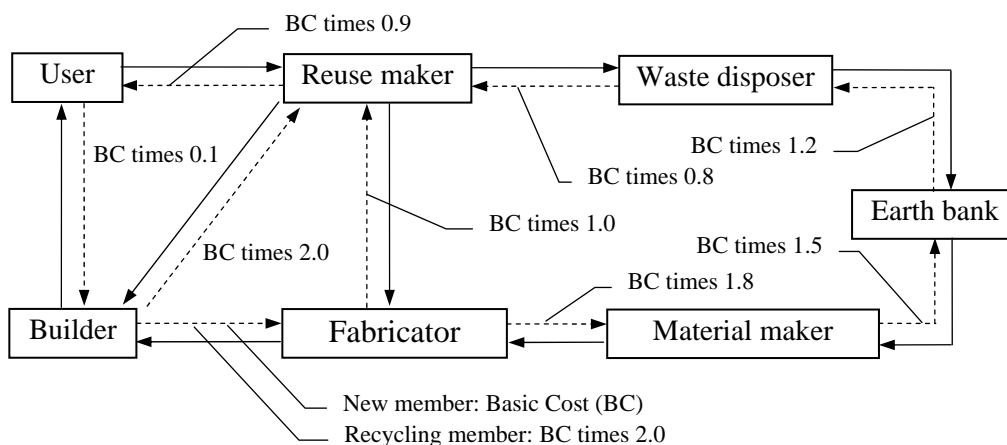 BC times 0.9
User
Reuse maker
Waste disposer
BC times 0.1
BC times 0.8
BC times 1.2
Earth bank
BC times 1.0
BC times 2.0
BC times 1.5
BC times 1.8
Builder
Fabricator
Material maker
New member: Basic Cost (BC)
Recycling member: BC times 2.0